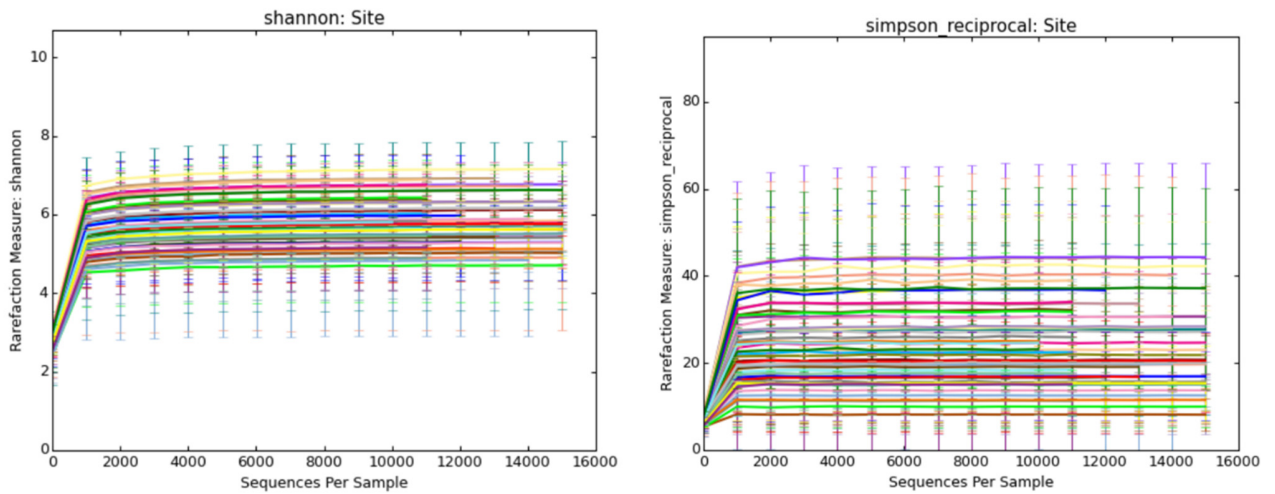 shannon: Site
10
8
6
4
2
0
Rarefaction Measure: shannon
0 2000 4000 6000 8000 10000 12000 14000 16000
Sequences Per Sample
simpson_reciprocal: Site
80
60
40
20
0
Rarefaction Measure: simpson_reciprocal
0 2000 4000 6000 8000 10000 12000 14000 16000
Sequences Per Sample